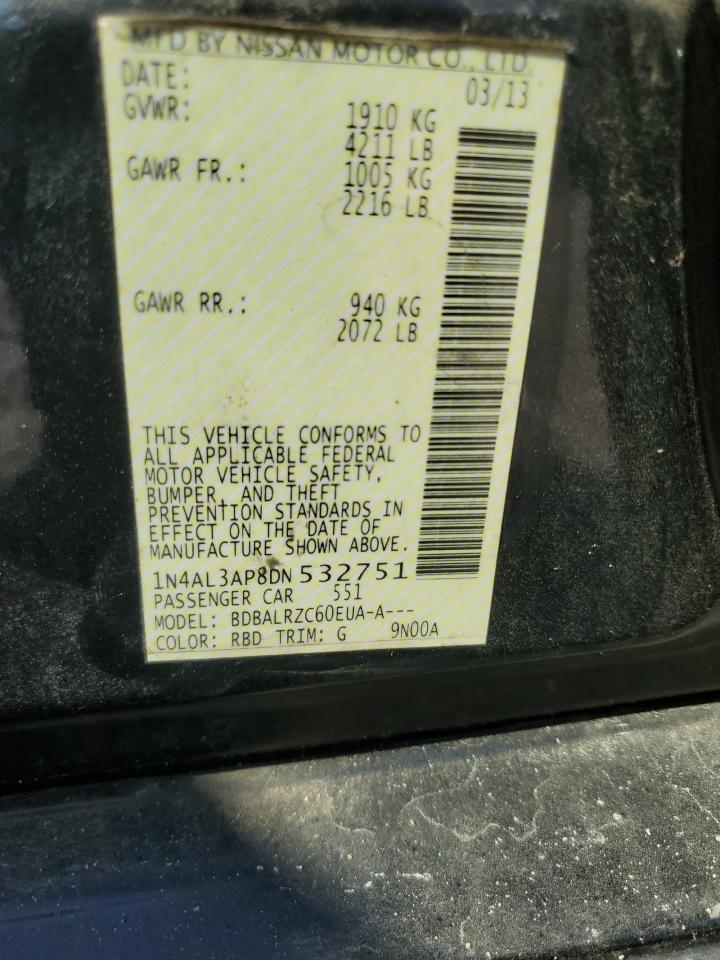 MFD BY NISSAN MOTOR CO., LTD.
DATE: 03/13
GVWR: 1910 KG
4211 LB
GAWR FR.: 1005 KG
2216 LB
GAWR RR.: 940 KG
2072 LB
THIS VEHICLE CONFORMS TO
ALL APPLICABLE FEDERAL
MOTOR VEHICLE SAFETY,
BUMPER, AND THEFT
PREVENTION STANDARDS IN
EFFECT ON THE DATE OF
MANUFACTURE SHOWN ABOVE.
1N4AL3AP8DN532751
PASSENGER CAR 551
MODEL: BDBALRZC60EUA-A---
COLOR: RBD TRIM: G 9N00A